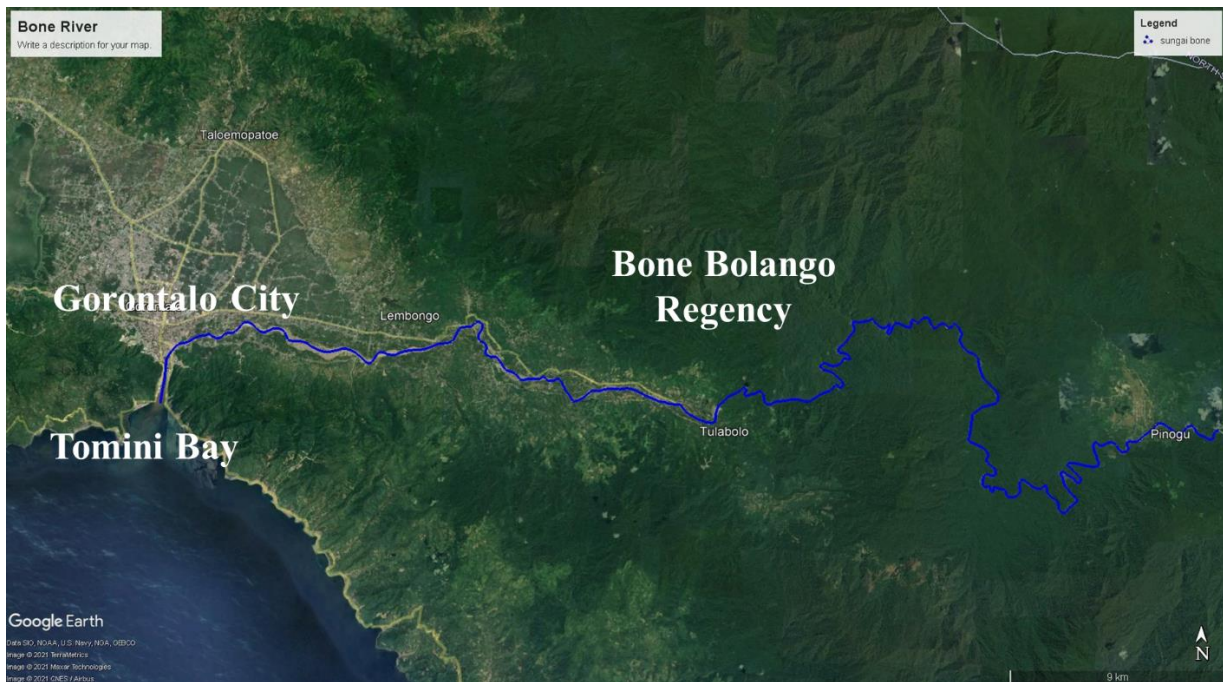 Bone River
Write a description for your map.
Legend
sungai bone
Taloemopatoe
Bone Bolango
Regency
Gorontalo City
Lembongo
Tomini Bay
Tulabolo
Pinogu
Google Earth
Data SIO, NOAA, U.S. Navy, NGA, GEBCO
Image © 2021 TerraMetrics
Image © 2021 Maxar Technologies
Image © 2021 CNES / Airbus
N
9 km